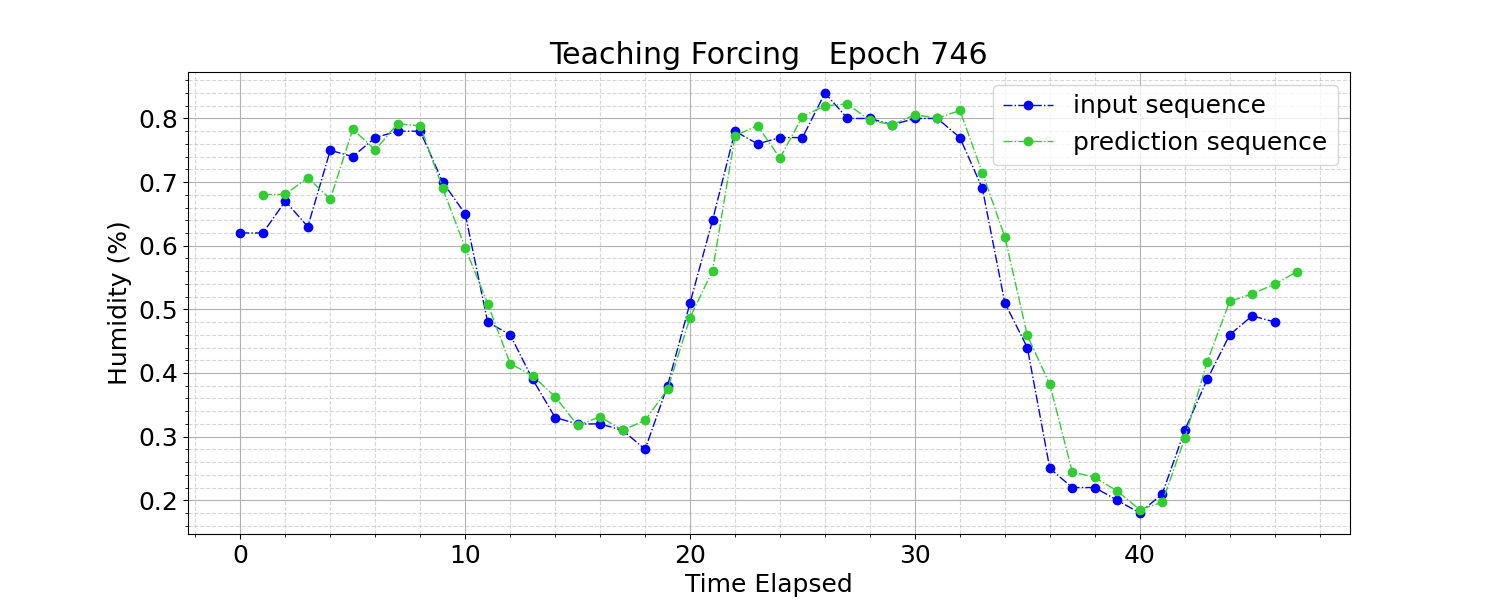 Teaching Forcing   Epoch 746
input sequence
prediction sequence
Humidity (%)
0.8
0.7
0.6
0.5
0.4
0.3
0.2
0 10 20 30 40
Time Elapsed